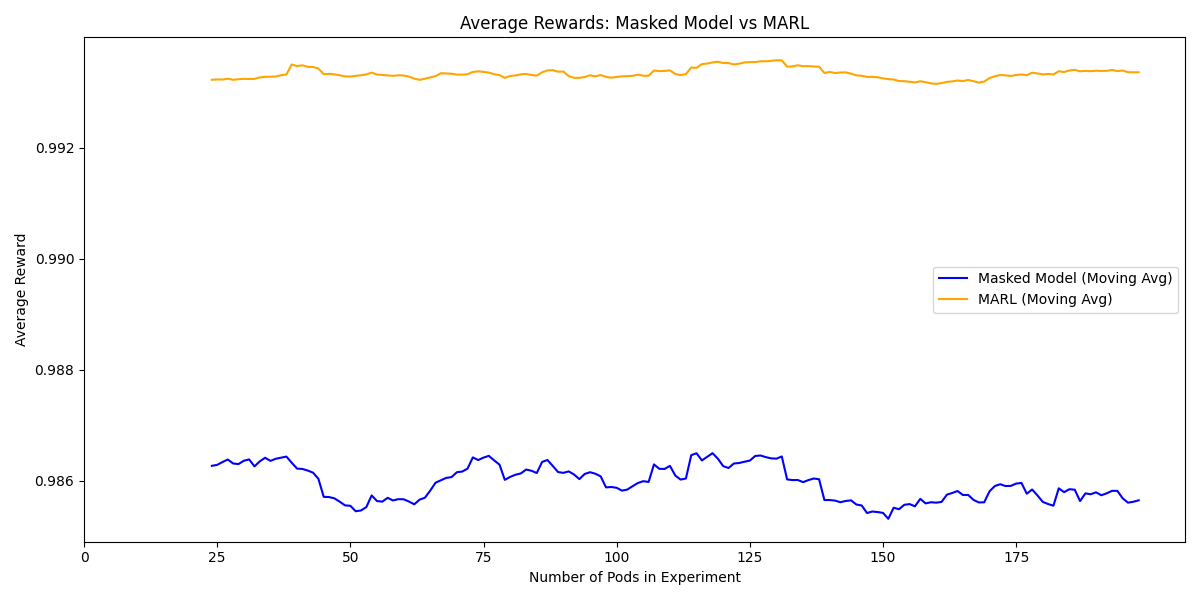 Average Rewards: Masked Model vs MARL
Average Reward
0.992
0.990
0.988
0.986
Masked Model (Moving Avg)
MARL (Moving Avg)
0 25 50 75 100 125 150 175
Number of Pods in Experiment